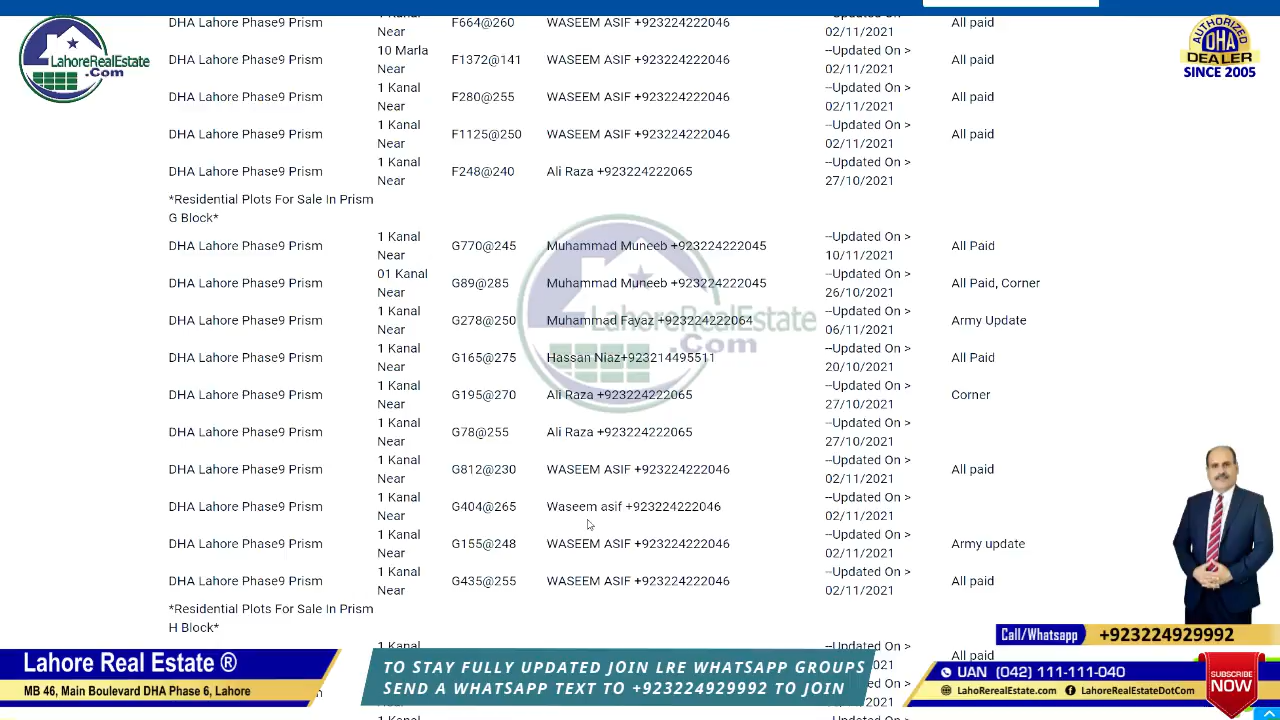 DHA Lahore Phase9 Prism 1 Kanal Near F664@260 WASEEM ASIF +923224222046 --Updated On > 02/11/2021 All paid
DHA Lahore Phase9 Prism 10 Marla Near F1372@141 WASEEM ASIF +923224222046 --Updated On > 02/11/2021 All paid
DHA Lahore Phase9 Prism 1 Kanal Near F280@255 WASEEM ASIF +923224222046 --Updated On > 02/11/2021 All paid
DHA Lahore Phase9 Prism 1 Kanal Near F1125@250 WASEEM ASIF +923224222046 --Updated On > 02/11/2021 All paid
DHA Lahore Phase9 Prism 1 Kanal Near F248@240 Ali Raza +923224222065 --Updated On > 27/10/2021
*Residential Plots For Sale In Prism
G Block*
DHA Lahore Phase9 Prism 1 Kanal Near G770@245 Muhammad Muneeb +923224222045 --Updated On > 10/11/2021 All Paid
DHA Lahore Phase9 Prism 01 Kanal Near G89@285 Muhammad Muneeb +923224222045 --Updated On > 26/10/2021 All Paid, Corner
DHA Lahore Phase9 Prism 1 Kanal Near G278@250 Muhammad Fayaz +923224222064 --Updated On > 06/11/2021 Army Update
DHA Lahore Phase9 Prism 1 Kanal Near G165@275 Hassan Niaz+923214495511 --Updated On > 20/10/2021 All Paid
DHA Lahore Phase9 Prism 1 Kanal Near G195@270 Ali Raza +923224222065 --Updated On > 27/10/2021 Corner
DHA Lahore Phase9 Prism 1 Kanal Near G78@255 Ali Raza +923224222065 --Updated On > 27/10/2021
DHA Lahore Phase9 Prism 1 Kanal Near G812@230 WASEEM ASIF +923224222046 --Updated On > 02/11/2021 All paid
DHA Lahore Phase9 Prism 1 Kanal Near G404@265 Waseem asif +923224222046 --Updated On > 02/11/2021
DHA Lahore Phase9 Prism 1 Kanal Near G155@248 WASEEM ASIF +923224222046 --Updated On > 02/11/2021 Army update
DHA Lahore Phase9 Prism 1 Kanal Near G435@255 WASEEM ASIF +923224222046 --Updated On > 02/11/2021 All paid
*Residential Plots For Sale In Prism
H Block*
1 Kanal --Updated On > All paid
LahoreRealEstate
.Com
LahoreRealEstate
.Com
AUTHORIZED
DHA
DEALER
SINCE 2005
Call/Whatsapp +923224929992
Lahore Real Estate ®
MB 46, Main Boulevard DHA Phase 6, Lahore
TO STAY FULLY UPDATED JOIN LRE WHATSAPP GROUPS
SEND A WHATSAPP TEXT TO +923224929992 TO JOIN
UAN (042) 111-111-040
LahoRerealEstate.com LahoreRealEstateDotCom
SUBSCRIBE
NOW